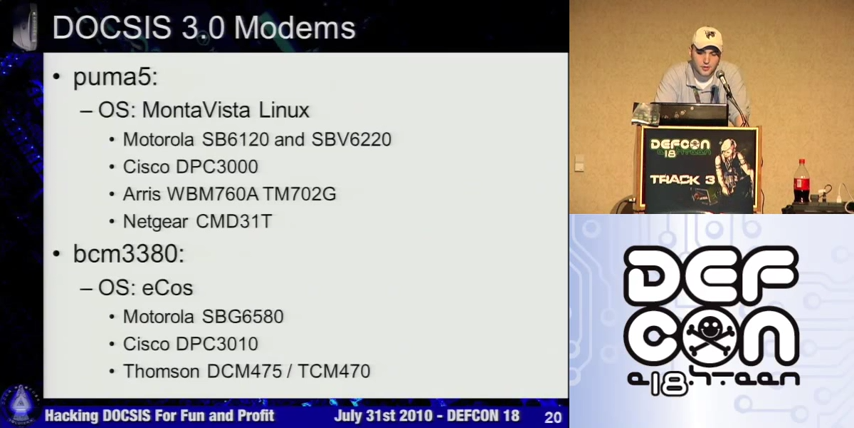 DOCSIS 3.0 Modems
• puma5:
– OS: MontaVista Linux
• Motorola SB6120 and SBV6220
• Cisco DPC3000
• Arris WBM760A TM702G
• Netgear CMD31T
• bcm3380:
– OS: eCos
• Motorola SBG6580
• Cisco DPC3010
• Thomson DCM475 / TCM470
Hacking DOCSIS For Fun and Profit July 31st 2010 - DEFCON 18 20
DEFCON
18
TRACK 3
DEF
CON
e18hteen